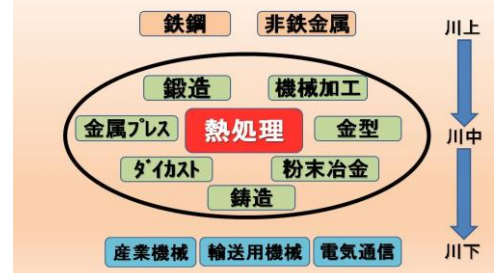 鉄鋼 非鉄金属 川上
鍛造 機械加工
金属プレス 熱処理 金型 川中
ダイカスト 粉末冶金
鋳造
産業機械 輸送用機械 電気通信 川下